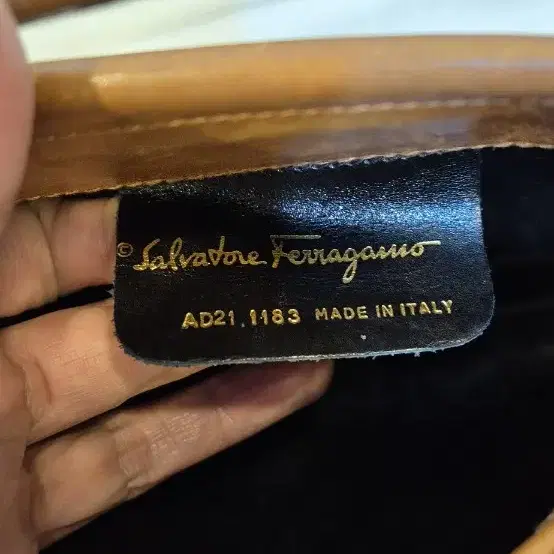 © Salvatore Ferragamo
AD21.1183 MADE IN ITALY